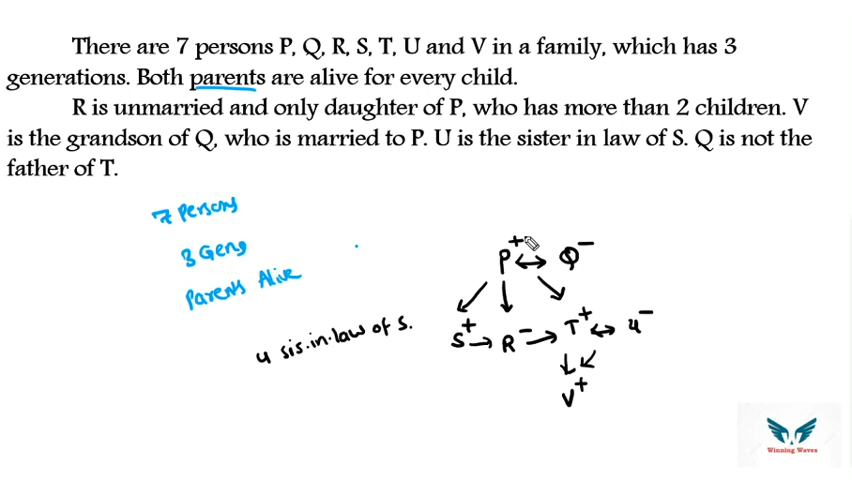 There are 7 persons P, Q, R, S, T, U and V in a family, which has 3
generations. Both parents are alive for every child.
R is unmarried and only daughter of P, who has more than 2 children. V
is the grandson of Q, who is married to P. U is the sister in law of S. Q is not the
father of T.
7 Persons
3 Geng
Parents Alive
P+ ↔ Q−
u sis.in.law of s.
S+ → R− → T+ ↔ u−
V+
Winning Waves